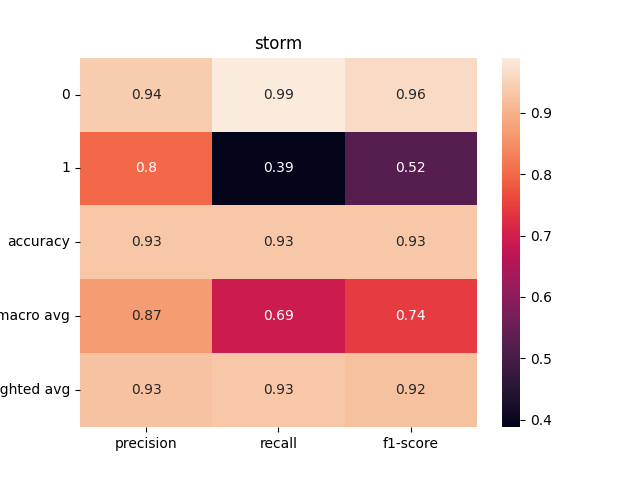 storm
0 0.94 0.99 0.96 0.9
1 0.8 0.39 0.52 0.8
accuracy 0.93 0.93 0.93 0.7
macro avg 0.87 0.69 0.74 0.6
ghted avg 0.93 0.93 0.92 0.5
0.4
precision recall f1-score